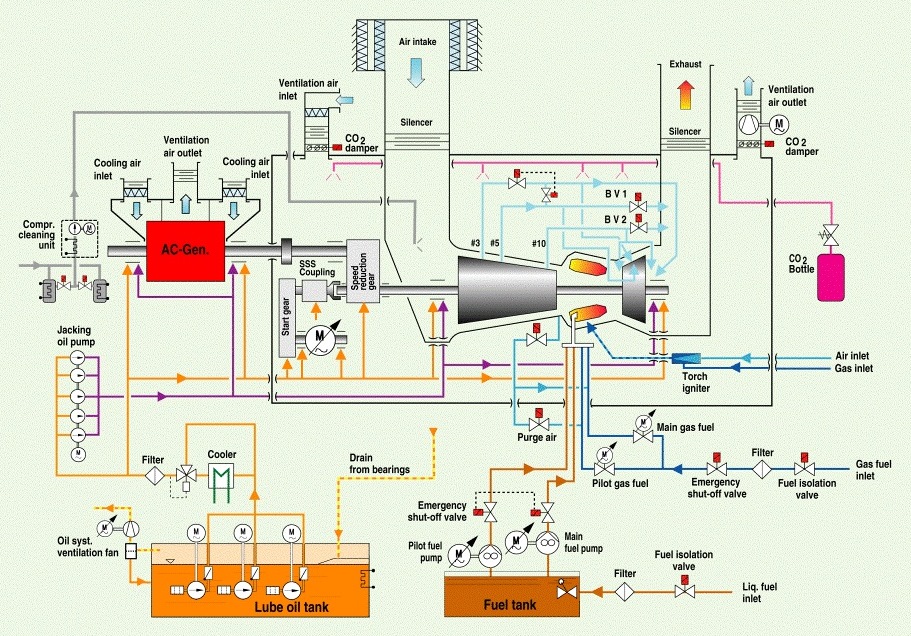 Air intake
Exhaust
Ventilation air
inlet
Ventilation
air outlet
Silencer
Silencer
CO2
damper
CO2
damper
Ventilation
air outlet
Cooling air
inlet
Cooling air
inlet
M
B V 1
B V 2
Compr.
cleaning
unit
M
AC-Gen.
#3
#5
#10
SSS
Coupling
Speed
reduction
gear
CO2
Bottle
Start gear
M
Jacking
oil pump
Air inlet
Gas inlet
Torch
igniter
M
Purge air
M
Main gas fuel
Filter
Cooler
Drain
from bearings
M
Pilot gas fuel
Emergency
shut-off valve
Filter
Fuel isolation
valve
Gas fuel
inlet
Emergency
shut-off valve
Oil syst.
ventilation fan
M
M
M
M
Pilot fuel
pump
M
M
Main
fuel pump
Fuel isolation
valve
Filter
Liq. fuel
inlet
Lube oil tank
Fuel tank